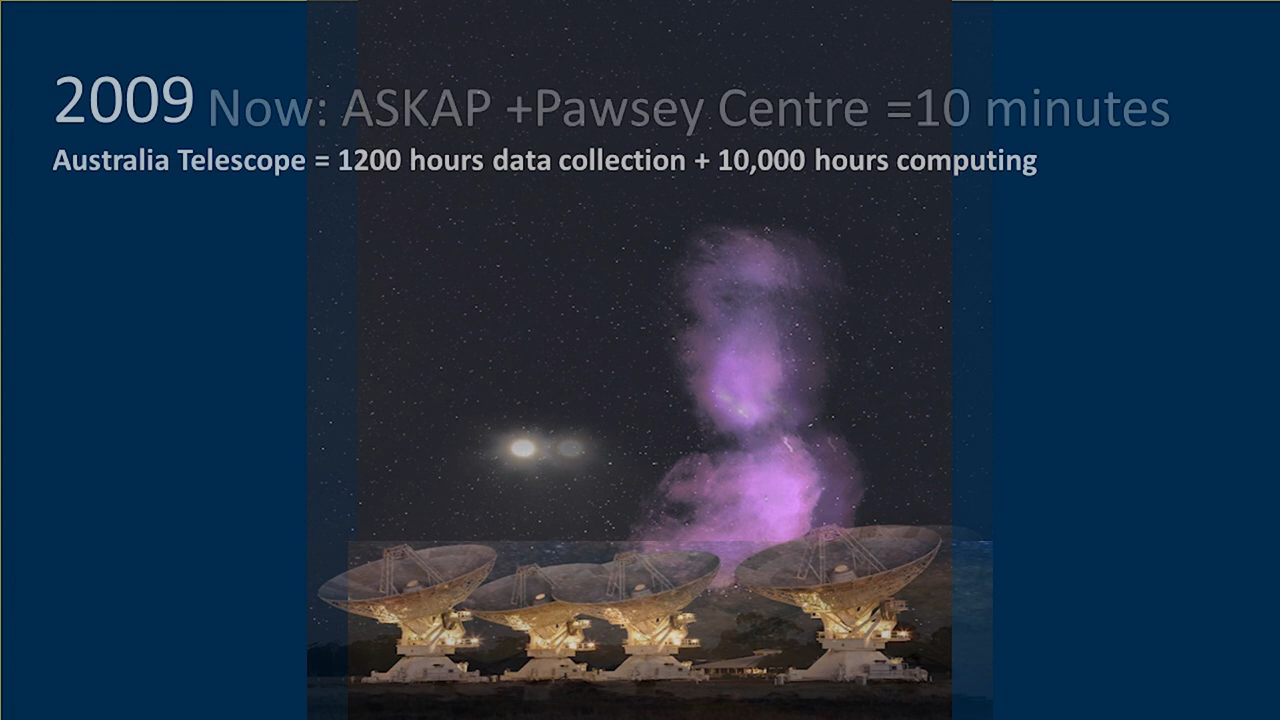 2009 Now: ASKAP +Pawsey Centre =10 minutes
Australia Telescope = 1200 hours data collection + 10,000 hours computing